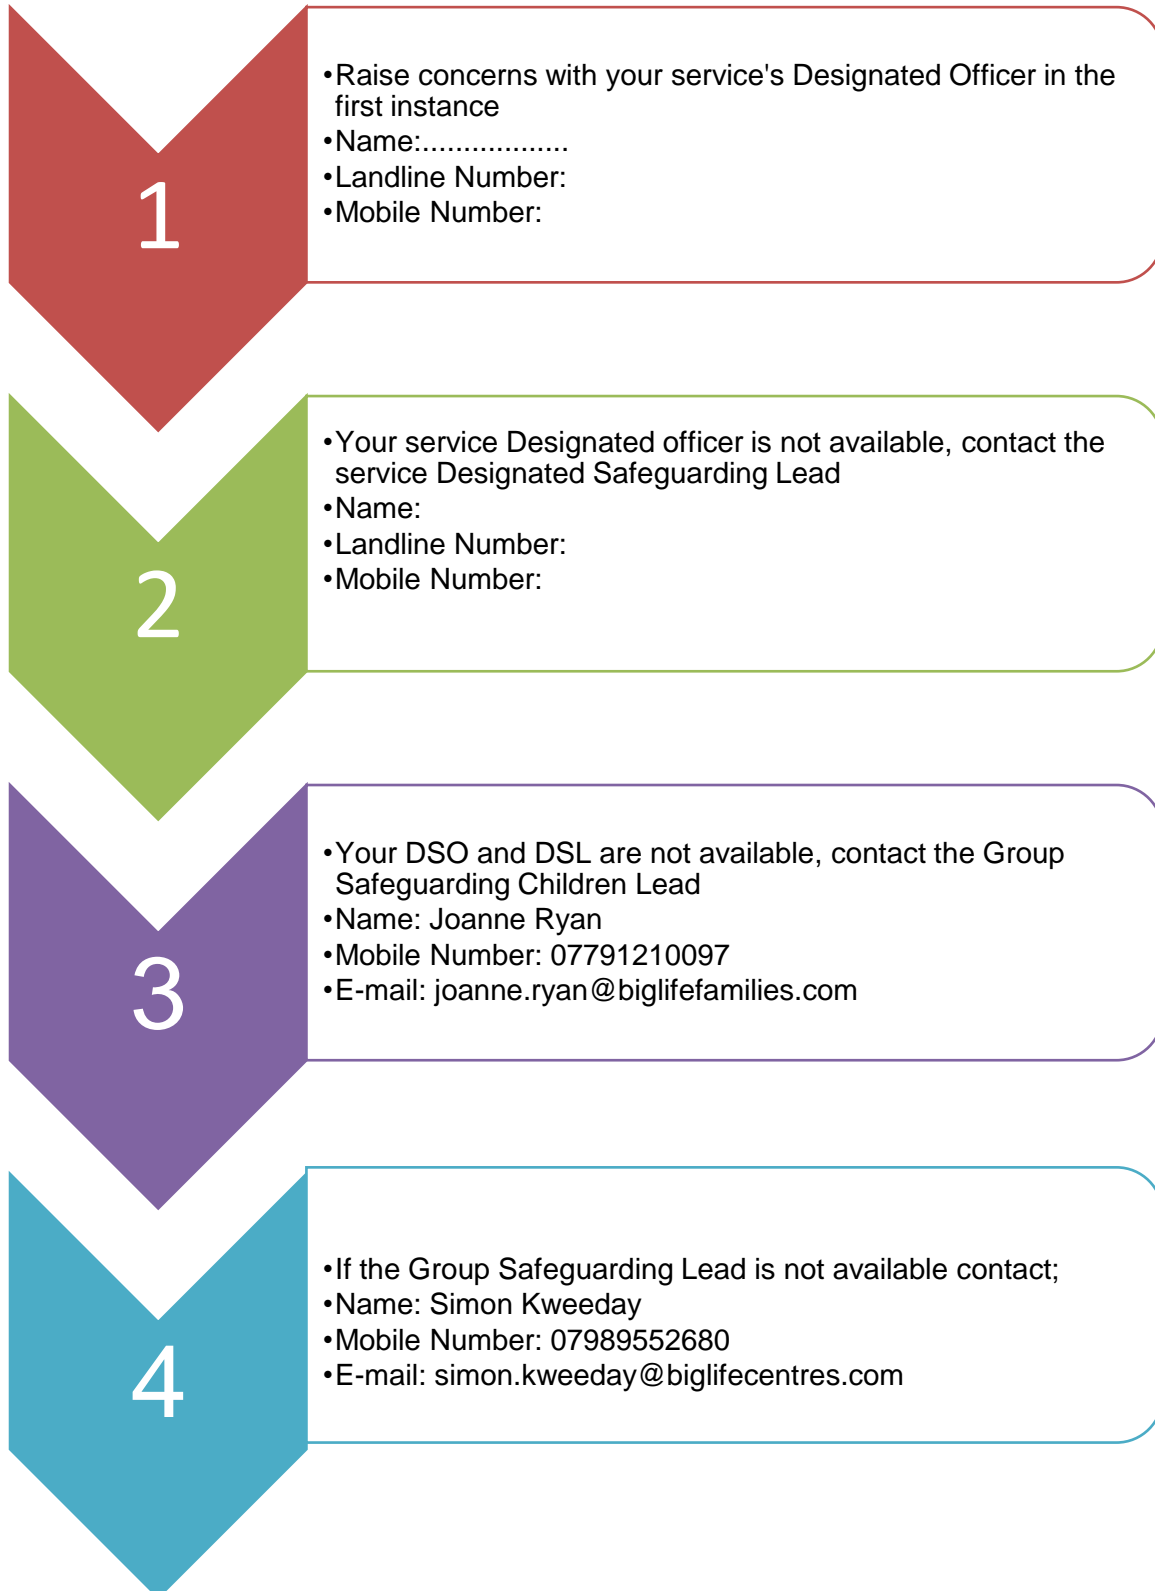 1
•Raise concerns with your service's Designated Officer in the
first instance
•Name:..................
•Landline Number:
•Mobile Number:
2
•Your service Designated officer is not available, contact the
service Designated Safeguarding Lead
•Name:
•Landline Number:
•Mobile Number:
3
•Your DSO and DSL are not available, contact the Group
Safeguarding Children Lead
•Name: Joanne Ryan
•Mobile Number: 07791210097
•E-mail: joanne.ryan@biglifefamilies.com
4
•If the Group Safeguarding Lead is not available contact;
•Name: Simon Kweeday
•Mobile Number: 07989552680
•E-mail: simon.kweeday@biglifecentres.com